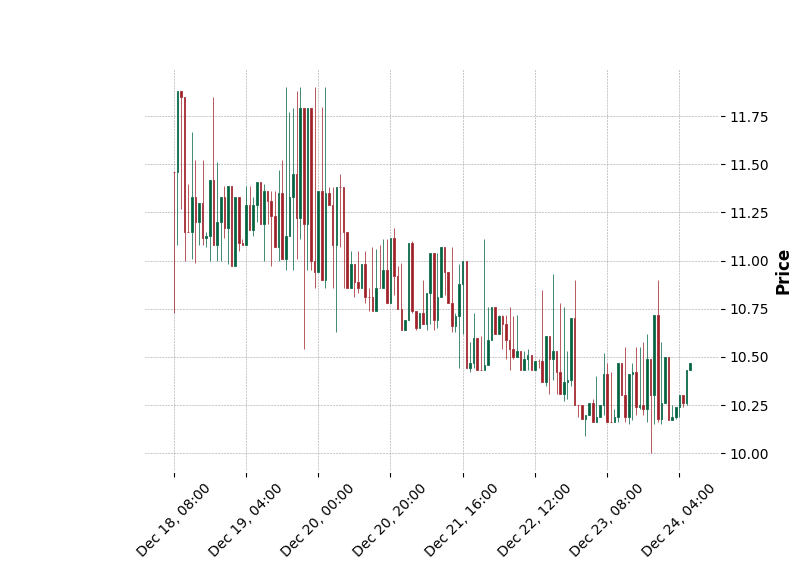 11.75
11.50
11.25
11.00
10.75
10.50
10.25
10.00
Price
Dec 18, 08:00
Dec 19, 04:00
Dec 20, 00:00
Dec 20, 20:00
Dec 21, 16:00
Dec 22, 12:00
Dec 23, 08:00
Dec 24, 04:00